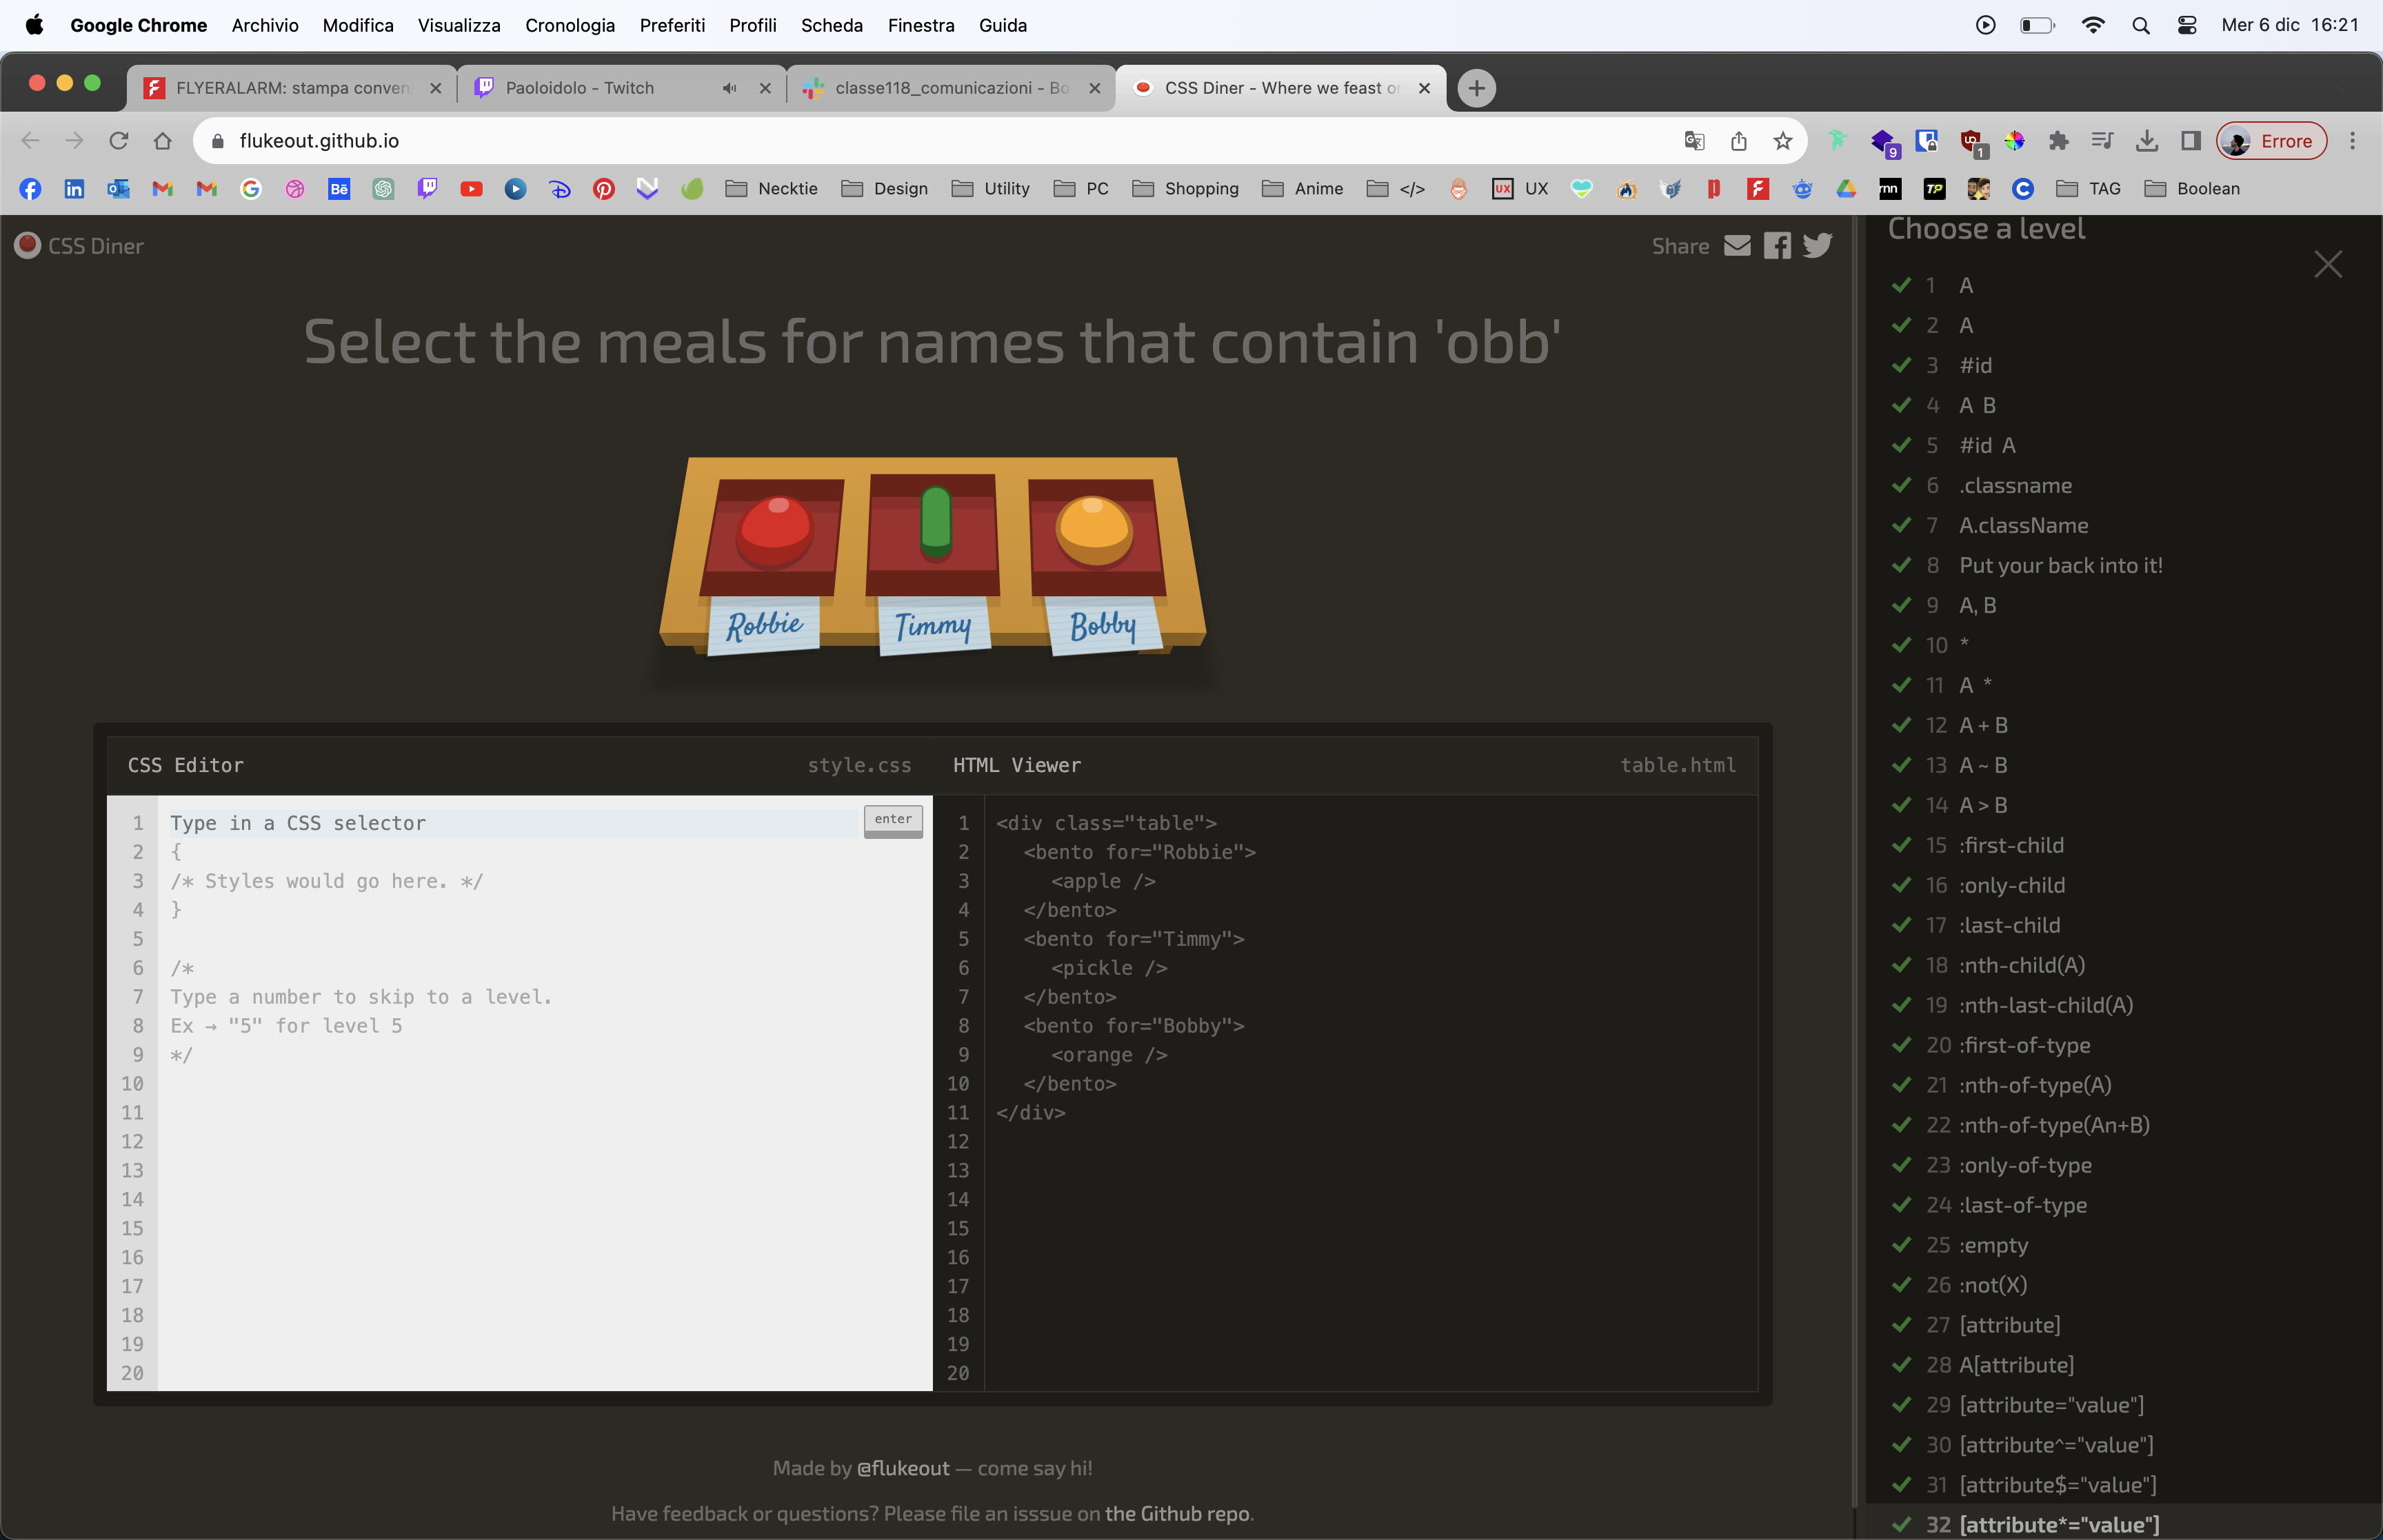 Google Chrome Archivio Modifica Visualizza Cronologia Preferiti Profili Scheda Finestra Guida Mer 6 dic 16:21
FLYERALARM: stampa conven Paoloidolo - Twitch classe118_comunicazioni - Bo CSS Diner - Where we feast o
flukeout.github.io 9 1 Errore
Necktie Design Utility PC Shopping Anime </> UX UX TAG Boolean
CSS Diner
Share
Select the meals for names that contain 'obb'
Robbie
Timmy
Bobby
CSS Editor style.css
1 Type in a CSS selector
enter
2 {
3 /* Styles would go here. */
4 }
5
6 /*
7 Type a number to skip to a level.
8 Ex → "5" for level 5
9 */
10
11
12
13
14
15
16
17
18
19
20
HTML Viewer table.html
1 <div class="table">
2 <bento for="Robbie">
3 <apple />
4 </bento>
5 <bento for="Timmy">
6 <pickle />
7 </bento>
8 <bento for="Bobby">
9 <orange />
10 </bento>
11 </div>
12
13
14
15
16
17
18
19
20
Made by @flukeout — come say hi!
Have feedback or questions? Please file an isssue on the Github repo.
Choose a level
1 A
2 A
3 #id
4 A B
5 #id A
6 .classname
7 A.className
8 Put your back into it!
9 A, B
10 *
11 A *
12 A + B
13 A ~ B
14 A > B
15 :first-child
16 :only-child
17 :last-child
18 :nth-child(A)
19 :nth-last-child(A)
20 :first-of-type
21 :nth-of-type(A)
22 :nth-of-type(An+B)
23 :only-of-type
24 :last-of-type
25 :empty
26 :not(X)
27 [attribute]
28 A[attribute]
29 [attribute="value"]
30 [attribute^="value"]
31 [attribute$="value"]
32 [attribute*="value"]